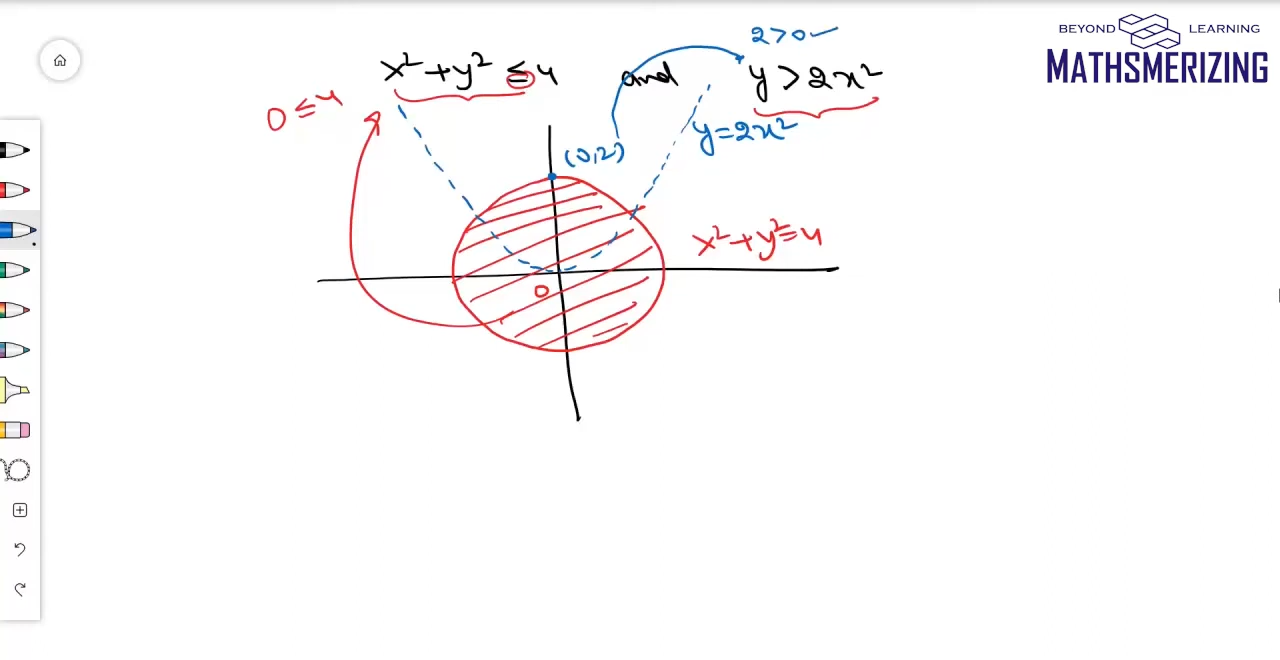 BEYOND LEARNING
MATHSMERIZING
2>0✓
x²+y² ≤ 4 and y > 2x²
0 ≤ 4
y=2x²
(0,2)
x²+y²=4
0